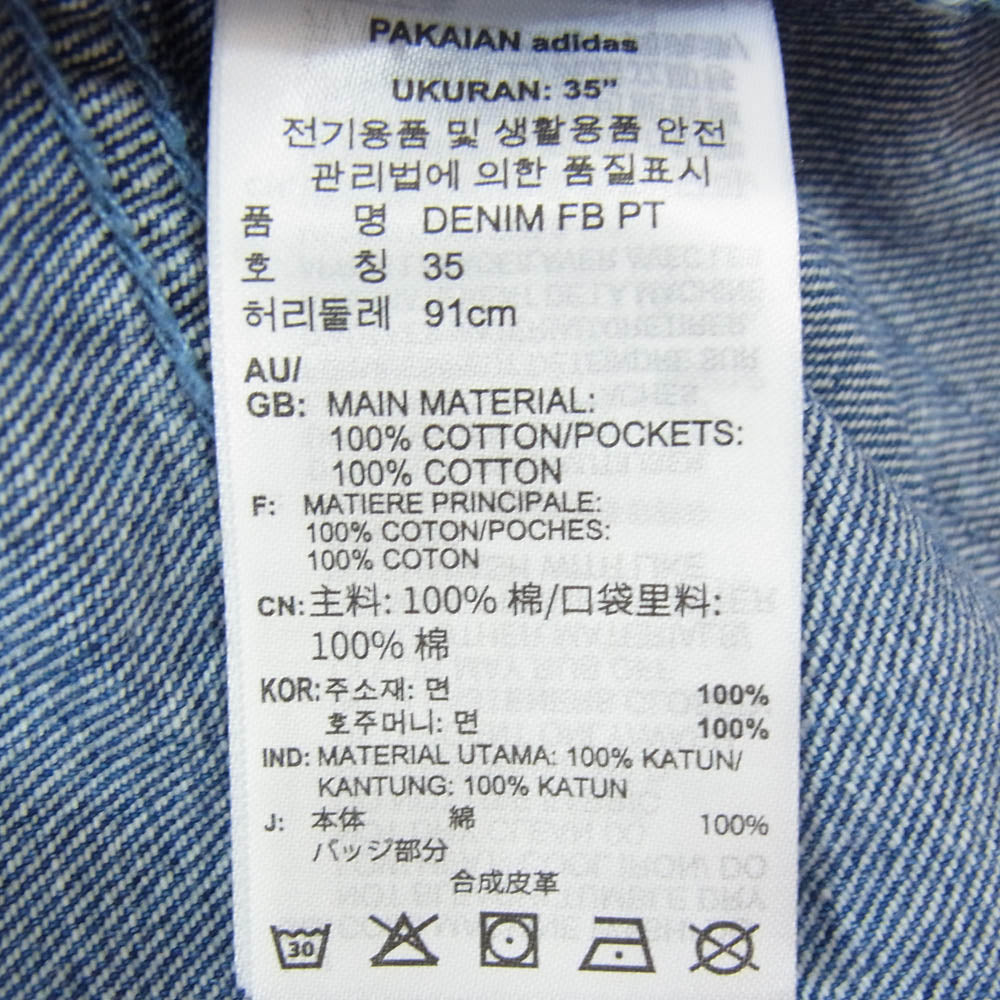 PAKAIAN adidas
UKURAN: 35"
전기용품 및 생활용품 안전
관리법에 의한 품질표시
품 명 DENIM FB PT
호 칭 35
허리둘레 91cm
AU/
GB: MAIN MATERIAL:
100% COTTON/POCKETS:
100% COTTON
F: MATIERE PRINCIPALE:
100% COTON/POCHES:
100% COTON
CN:主料: 100% 棉/口袋里料:
100% 棉
KOR:주소재: 면 100%
호주머니: 면 100%
IND: MATERIAL UTAMA: 100% KATUN/
KANTUNG: 100% KATUN
J: 本体 綿 100%
バッジ部分
合成皮革
30